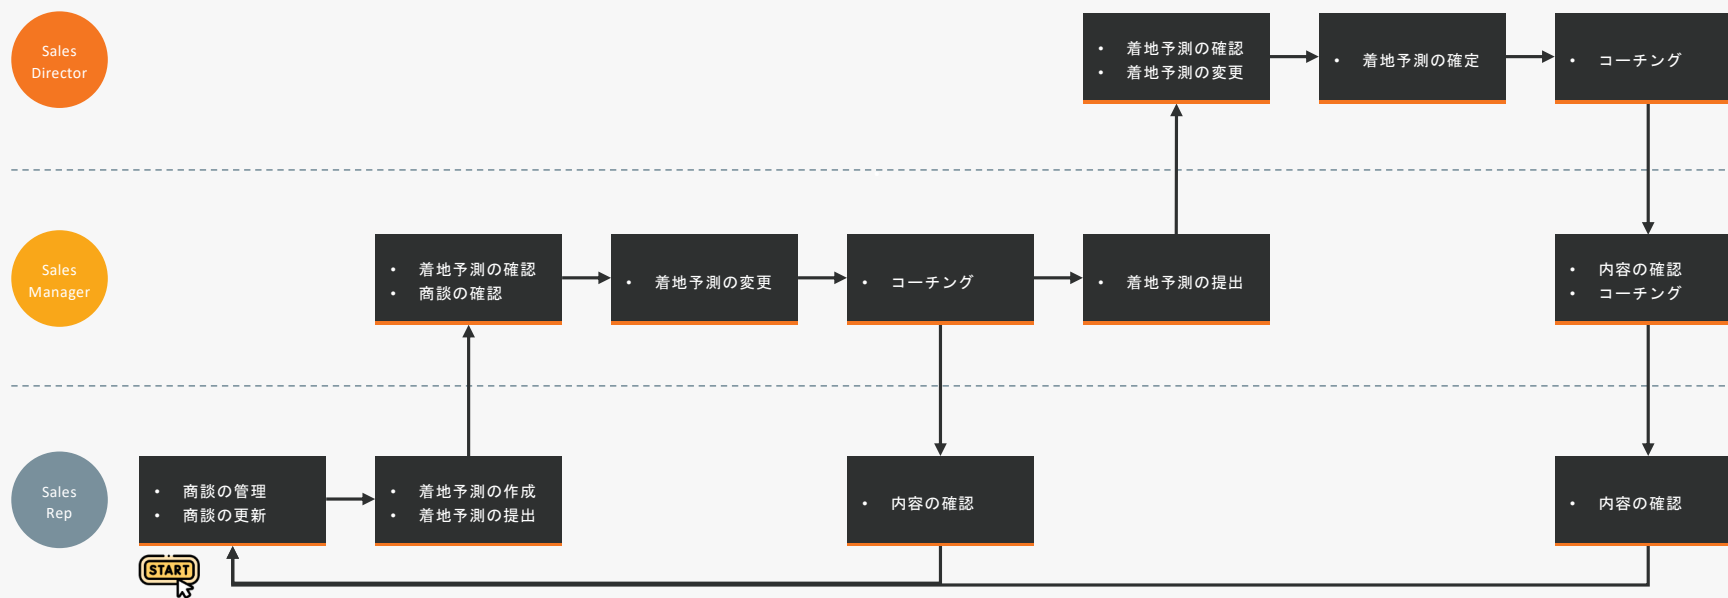 Sales
Director
• 着地予測の確認
• 着地予測の変更
• 着地予測の確定
• コーチング
Sales
Manager
• 着地予測の確認
• 商談の確認
• 着地予測の変更
• コーチング
• 着地予測の提出
• 内容の確認
• コーチング
Sales
Rep
• 商談の管理
• 商談の更新
• 着地予測の作成
• 着地予測の提出
• 内容の確認
• 内容の確認
START